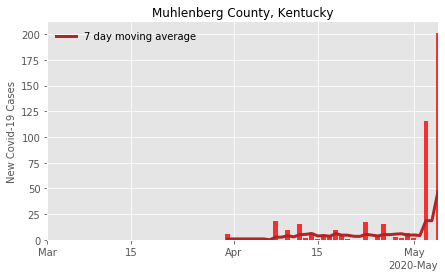 Muhlenberg County, Kentucky
7 day moving average
New Covid-19 Cases
200
175
150
125
100
75
50
25
0
Mar
15
Apr
15
May
2020-May